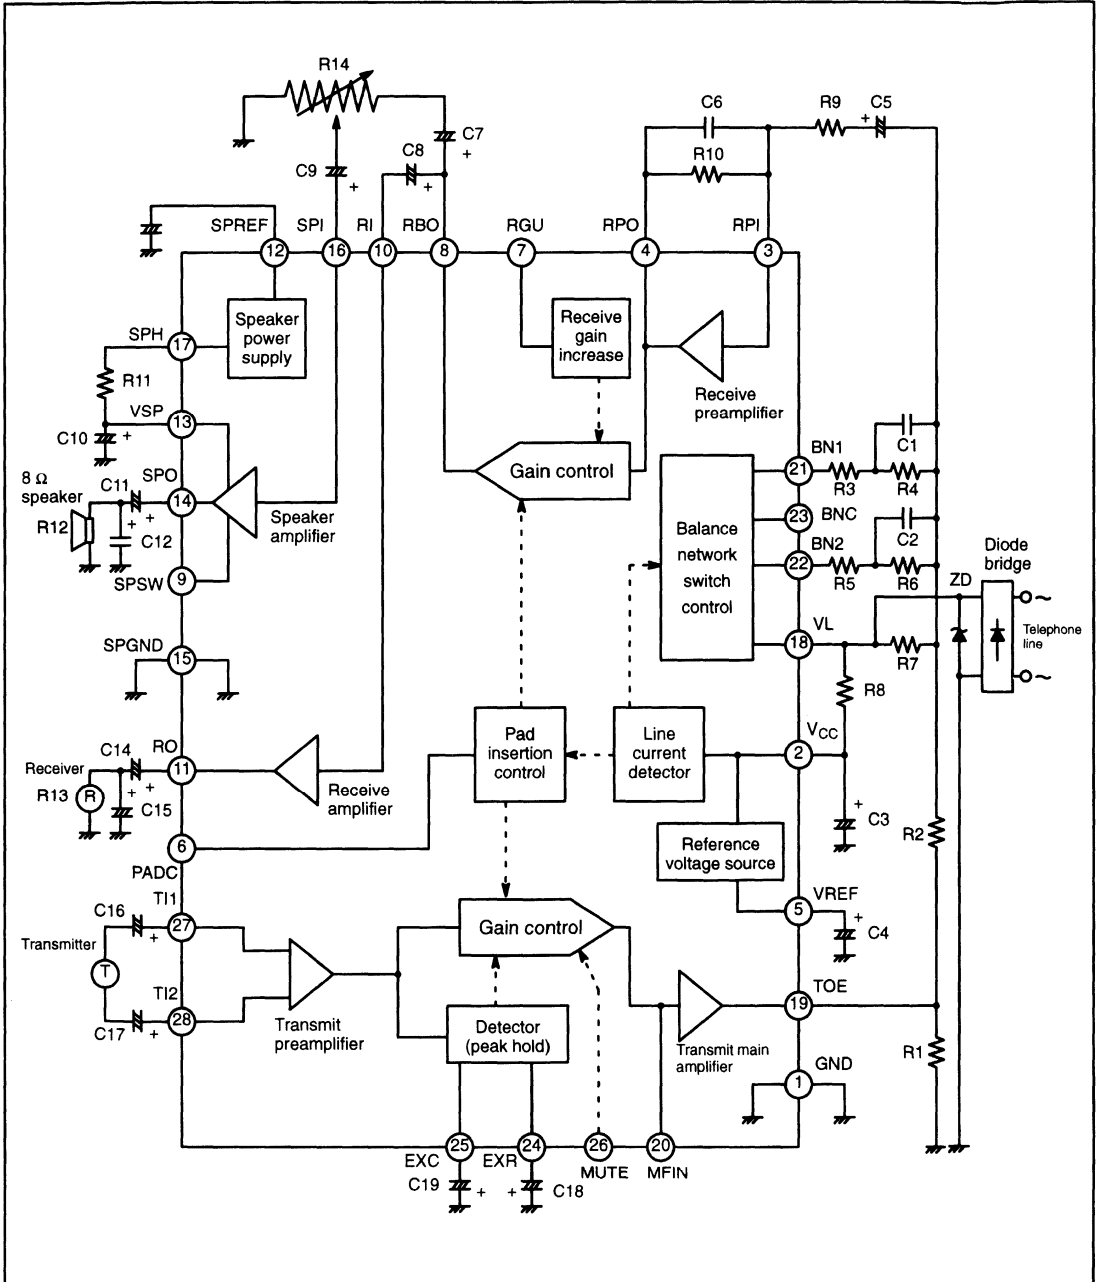 R14
C6
R9
+
C5
C7
+
C8
+
C9
+
R10
SPREF
SPI
RI
RBO
RGU
RPO
RPI
12
16
10
8
7
4
3
SPH
17
Speaker
power
supply
Receive
gain
increase
R11
Receive
preamplifier
VSP
13
C10
+
Gain control
BN1
21
R3
C1
R4
8 Ω
speaker
C11
SPO
14
R12
+
+
C12
Speaker
amplifier
SPSW
9
Balance
network
switch
control
23
BNC
BN2
22
R5
C2
R6
Diode
bridge
ZD
~
Telephone
line
~
VL
18
R7
R8
SPGND
15
Pad
insertion
control
Line
current
detector
VCC
2
RO
C14
11
Receiver
R13
R
+
+
C15
Receive
amplifier
+
C3
R2
6
PADC
Reference
voltage source
VREF
5
+
C4
TI1
C16
27
+
Transmitter
T
TI2
C17
28
+
Transmit
preamplifier
Gain control
Detector
(peak hold)
TOE
19
Transmit main
amplifier
R1
GND
1
EXC
25
EXR
24
26
MUTE
20
MFIN
C19
+
+
C18